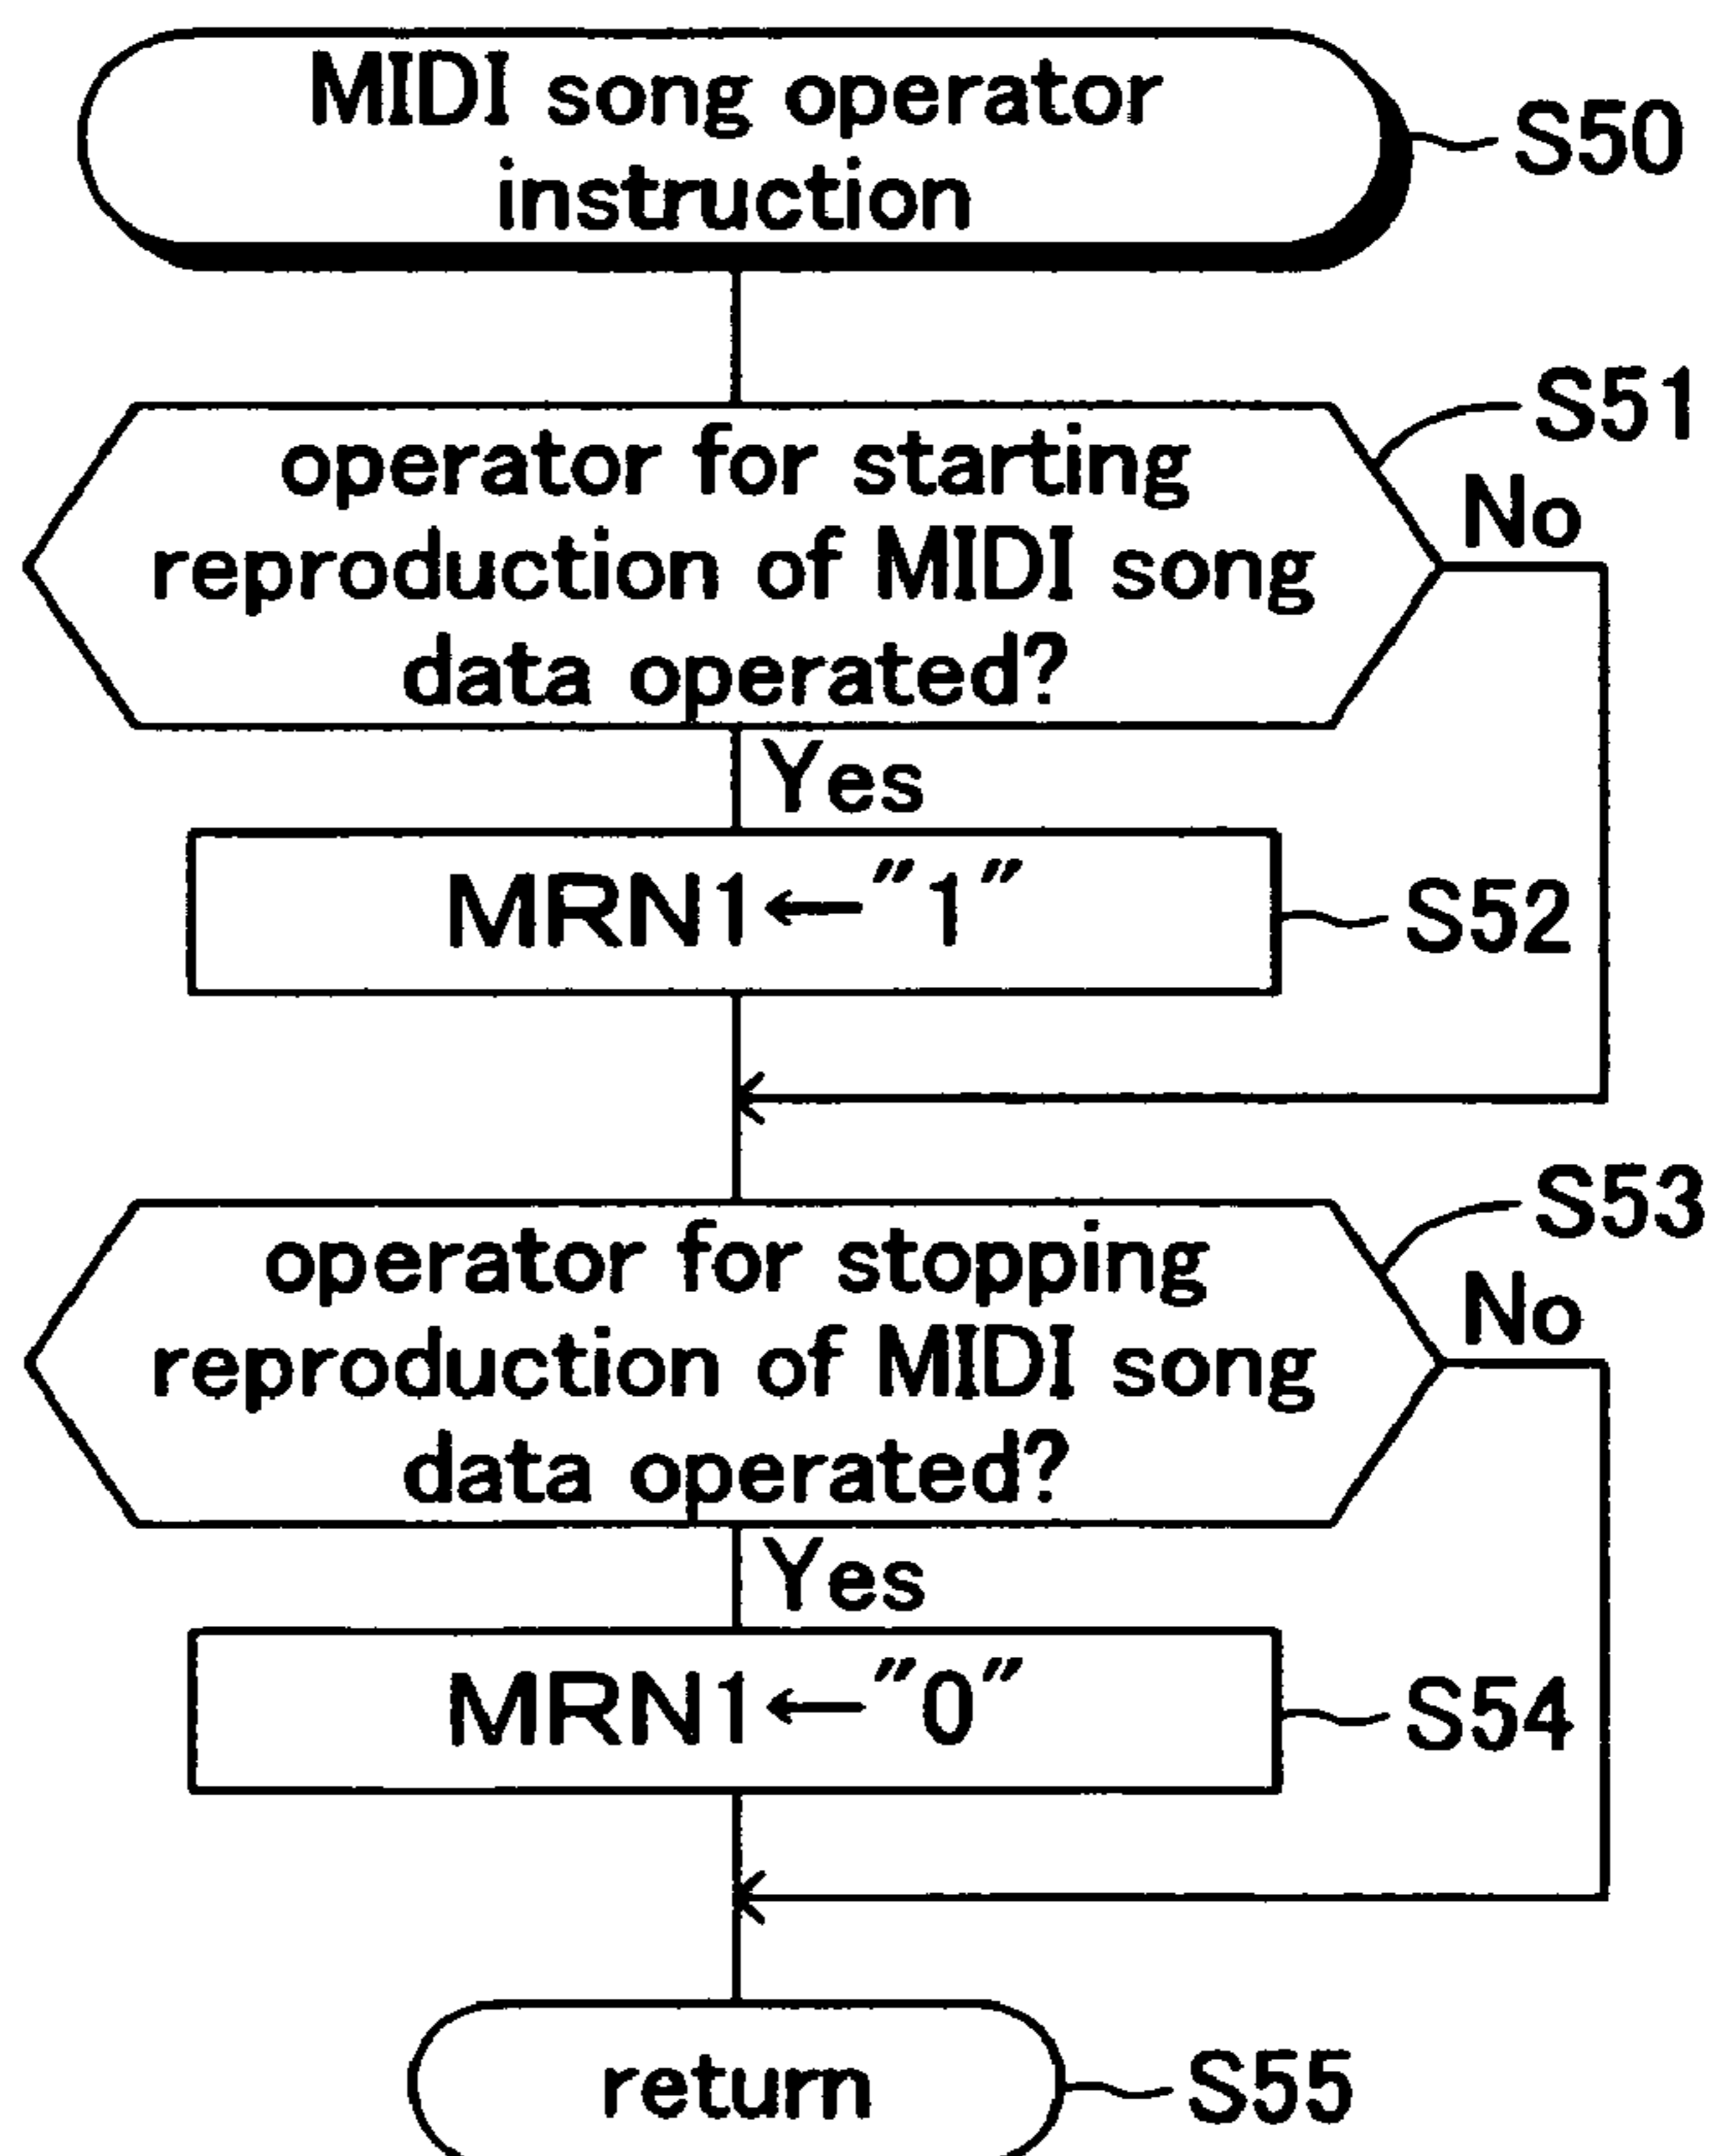 MIDI song operator
instruction
S50
S51
operator for starting
reproduction of MIDI song
data operated?
No
Yes
MRN1←"1"
S52
S53
operator for stopping
reproduction of MIDI song
data operated?
No
Yes
MRN1←"0"
S54
return
S55